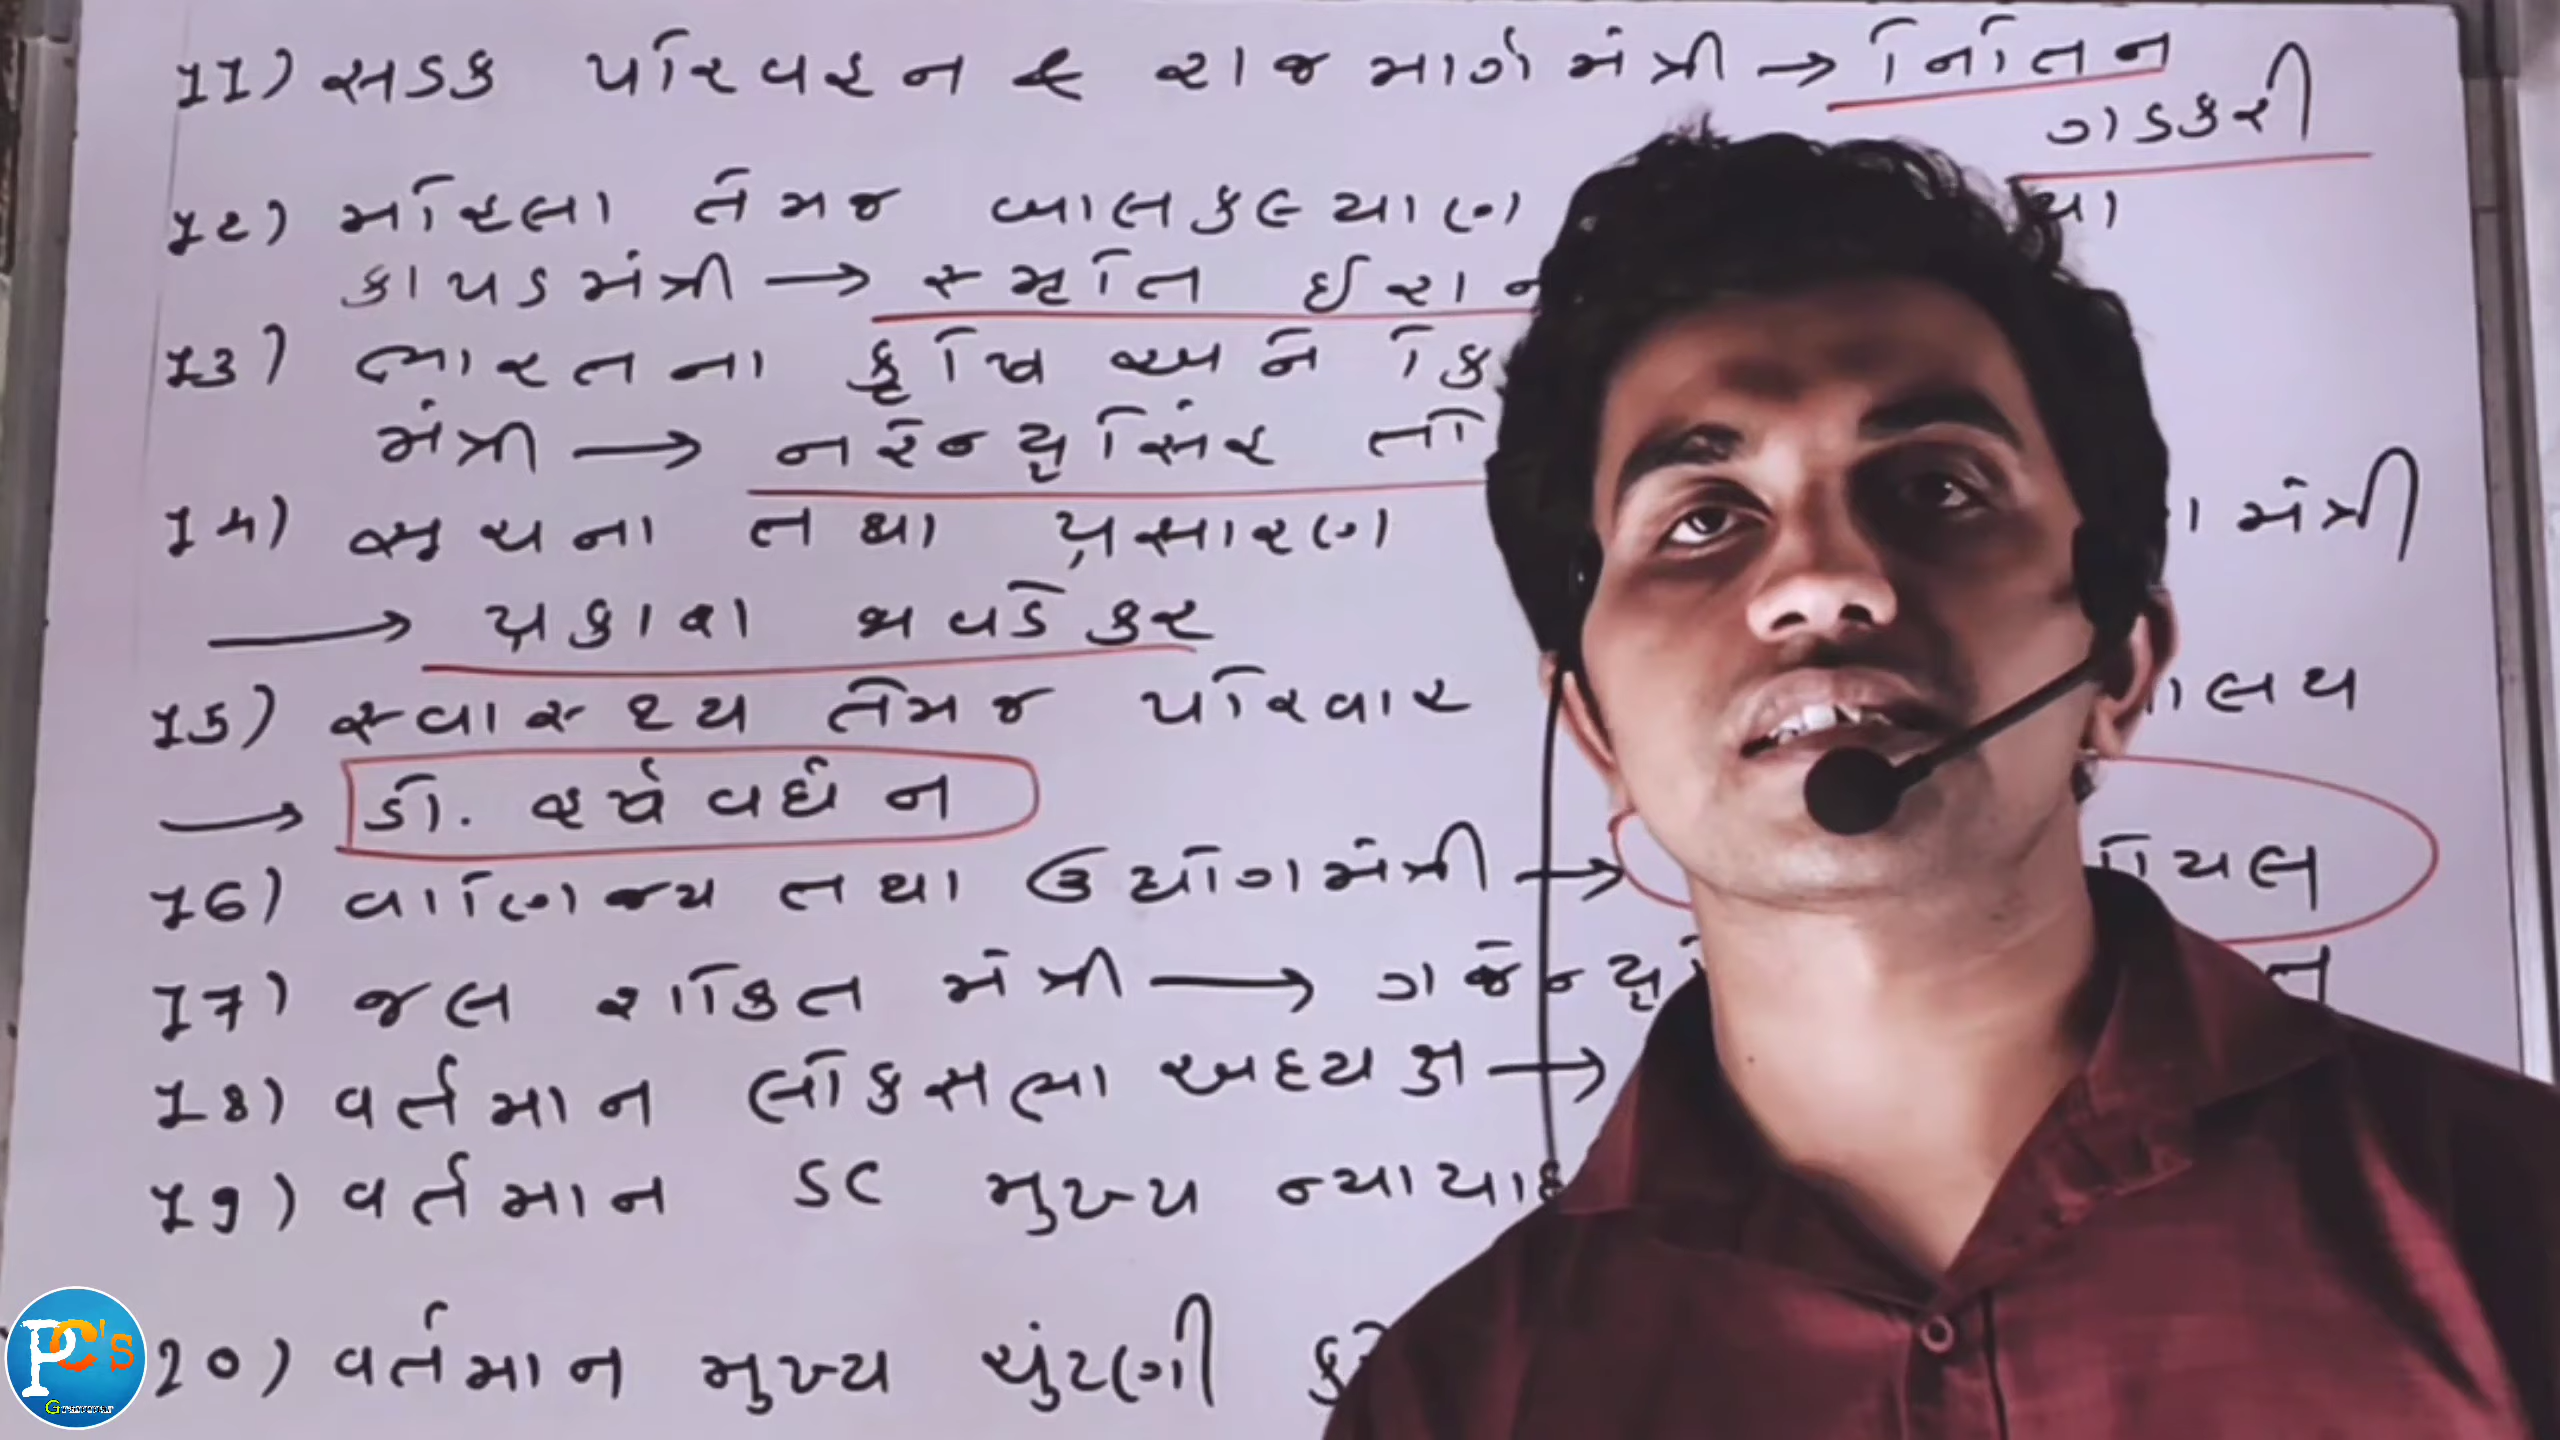 11) સડક પરિવહન & રાજમાર્ગ મંત્રી → નિતિન
ગડકરી
12) મહિલા તેમજ બાલકલ્યાણ
કાપડમંત્રી → સ્મૃતિ ઈરાન
13) ભારતના કૃષિ અને કિ
મંત્રી → નરેન્દ્રસિંહ તો
14) સૂચના તથા પ્રસારણ મંત્રી
→ પ્રકાશ જાવડેકર
15) સ્વાસ્થ્ય તેમજ પરિવાર ાલય
→ ડૉ. હર્ષવર્ધન
16) વાણિજ્ય તથા ઉદ્યોગમંત્રી → ોયલ
17) જલ શક્તિ મંત્રી → ગજેન્દ્ર
18) વર્તમાન લોકસભા અધ્યક્ષ →
19) વર્તમાન SC મુખ્ય ન્યાયાધ
20) વર્તમાન મુખ્ય ચુંટણી ક
PC's